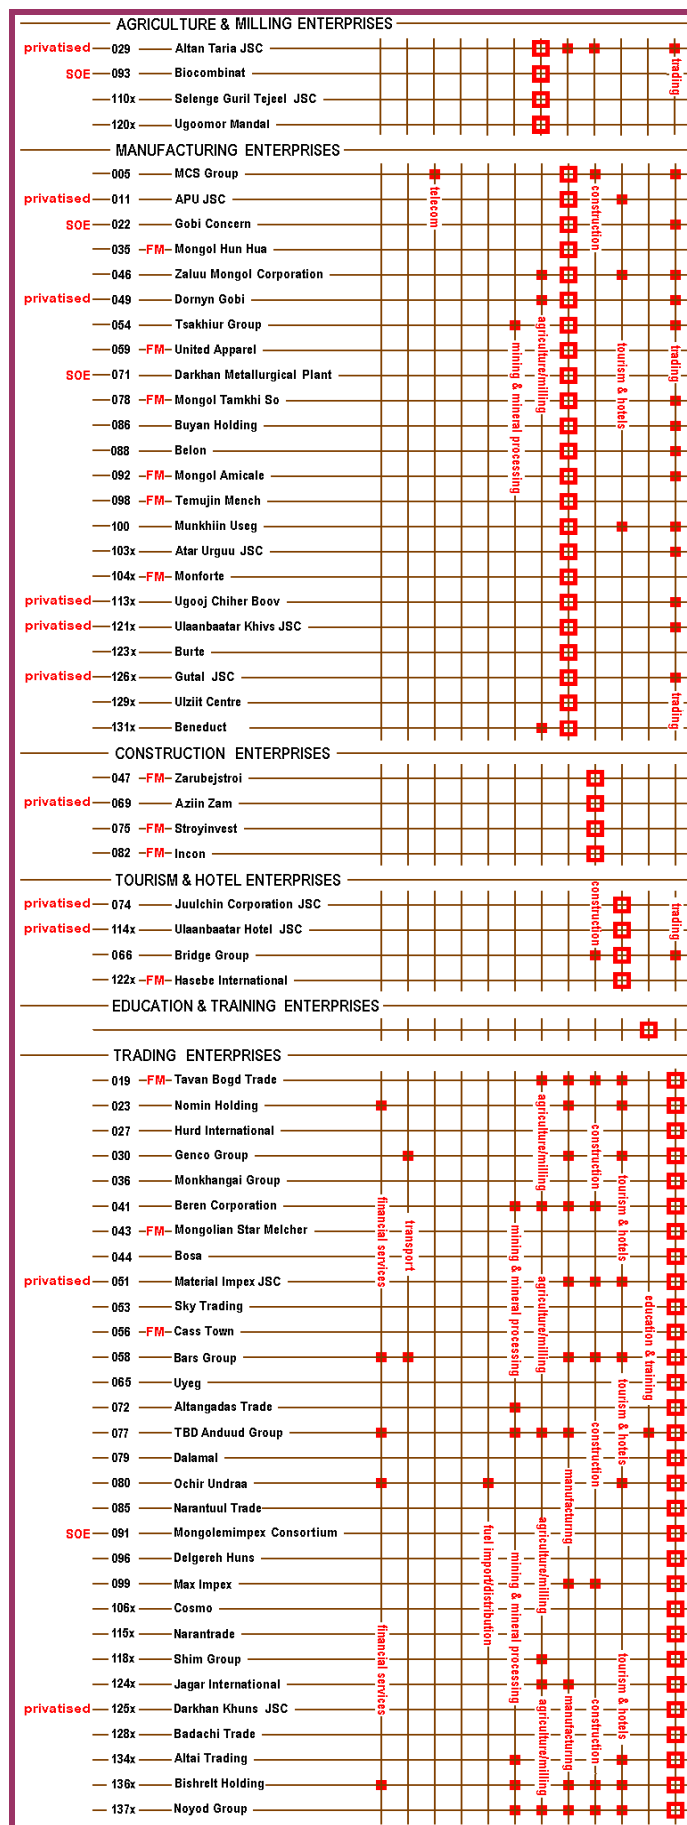 AGRICULTURE & MILLING ENTERPRISES
privatised 029 Altan Taria JSC
SOE 093 Biocombinat
trading
110x Selenge Guril Tejeel JSC
120x Ugoomor Mandal
MANUFACTURING ENTERPRISES
005 MCS Group
telecom
construction
privatised 011 APU JSC
SOE 022 Gobi Concern
035 FM Mongol Hun Hua
046 Zaluu Mongol Corporation
privatised 049 Dornyn Gobi
054 Tsakhiur Group
mining & mineral processing
agriculture/milling
tourism & hotels
trading
059 FM United Apparel
SOE 071 Darkhan Metallurgical Plant
078 FM Mongol Tamkhi So
086 Buyan Holding
088 Belon
092 FM Mongol Amicale
098 FM Temujin Mench
100 Munkhiin Useg
103x Atar Urguu JSC
104x FM Monforte
privatised 113x Ugooj Chiher Boov
privatised 121x Ulaanbaatar Khivs JSC
123x Burte
privatised 126x Gutal JSC
129x Ulziit Centre
trading
131x Beneduct
CONSTRUCTION ENTERPRISES
047 FM Zarubejstroi
privatised 069 Aziin Zam
075 FM Stroyinvest
082 FM Incon
TOURISM & HOTEL ENTERPRISES
construction
trading
privatised 074 Juulchin Corporation JSC
privatised 114x Ulaanbaatar Hotel JSC
066 Bridge Group
122x FM Hasebe International
EDUCATION & TRAINING ENTERPRISES
TRADING ENTERPRISES
019 FM Tavan Bogd Trade
agriculture/milling
023 Nomin Holding
construction
027 Hurd International
030 Genco Group
tourism & hotels
036 Monkhangai Group
financial services
041 Beren Corporation
transport
mining & mineral processing
043 FM Mongolian Star Melcher
044 Bosa
agriculture/milling
privatised 051 Material Impex JSC
education & training
053 Sky Trading
056 FM Cass Town
058 Bars Group
065 Uyeg
tourism & hotels
072 Altangadas Trade
construction
077 TBD Anduud Group
079 Dalamal
manufacturing
080 Ochir Undraa
085 Narantuul Trade
fuel import/distribution
agriculture/milling
SOE 091 Mongolemimpex Consortium
mining & mineral processing
096 Delgereh Huns
099 Max Impex
106x Cosmo
financial services
115x Narantrade
tourism & hotels
118x Shim Group
124x Jagar International
agriculture/milling
manufacturing
construction
privatised 125x Darkhan Khuns JSC
128x Badachi Trade
134x Altai Trading
136x Bishrelt Holding
137x Noyod Group